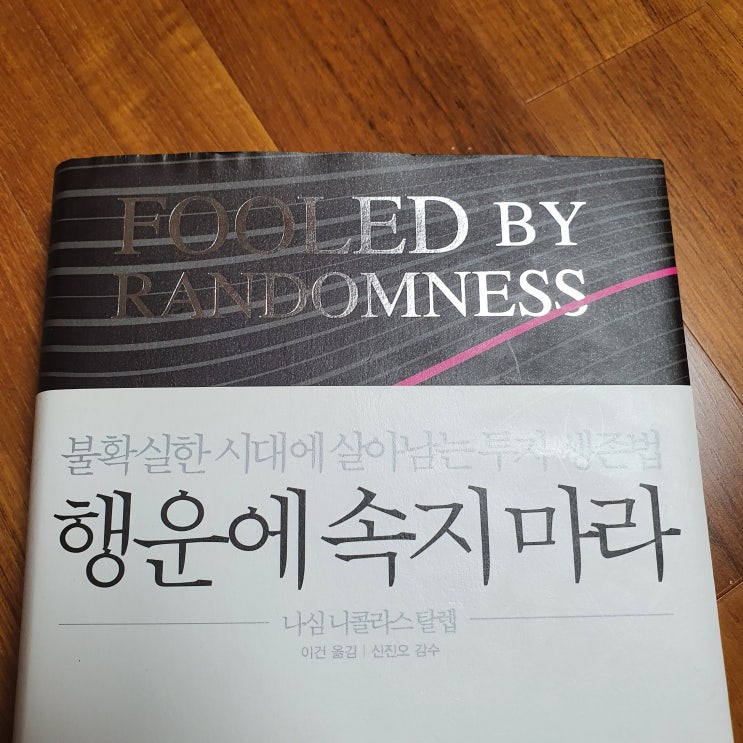 FOOLED BY
RANDOMNESS
불확실한 시대에 살아남는 투자 생존법
행운에 속지 마라
나심 니콜라스 탈렙
이건 옮김 | 신진오 감수